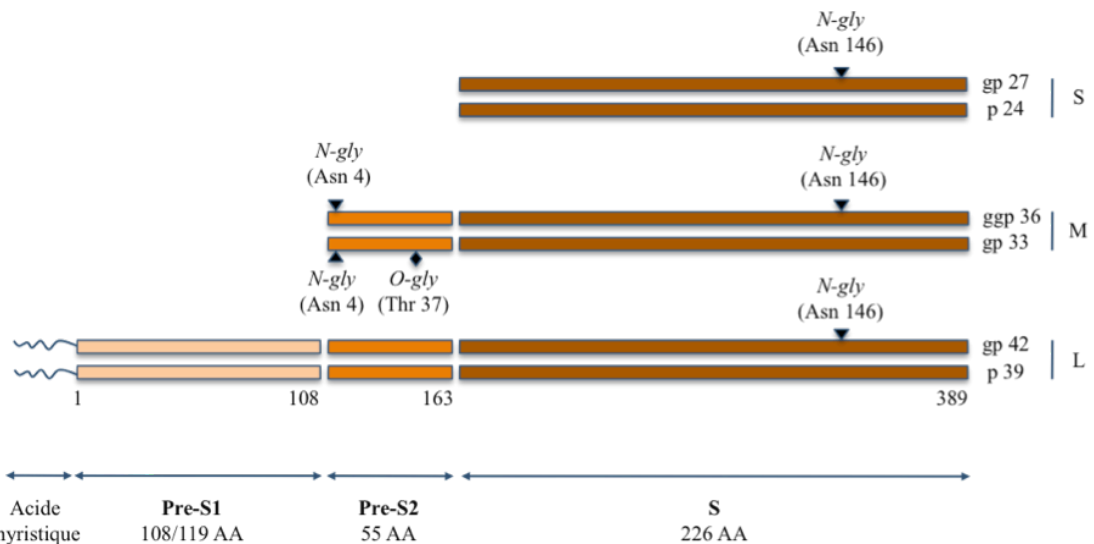 N-gly
(Asn 146)
gp 27
p 24
S
N-gly
(Asn 4)
N-gly
(Asn 146)
ggp 36
gp 33
M
N-gly
(Asn 4)
O-gly
(Thr 37)
N-gly
(Asn 146)
gp 42
p 39
L
1 108 163 389
Acide Pre-S1 Pre-S2 S
108/119 AA 55 AA 226 AA